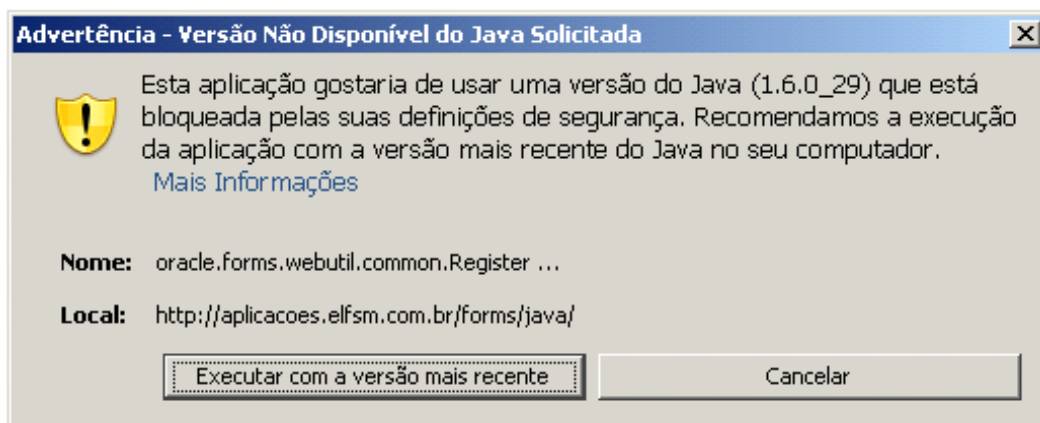 Advertência - Versão Não Disponível do Java Solicitada
Esta aplicação gostaria de usar uma versão do Java (1.6.0_29) que está
bloqueada pelas suas definições de segurança. Recomendamos a execução
da aplicação com a versão mais recente do Java no seu computador.
Mais Informações
Nome: oracle.forms.webutil.common.Register ...
Local: http://aplicacoes.elfsm.com.br/forms/java/
Executar com a versão mais recente Cancelar